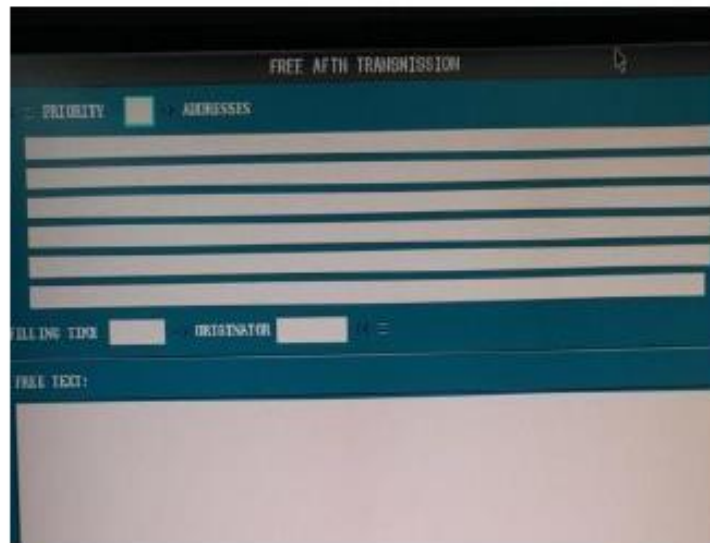 FREE AFTN TRANSMISSION
PRIORITY ADDRESSES
FILLING TIME ORIGINATOR
FREE TEXT: